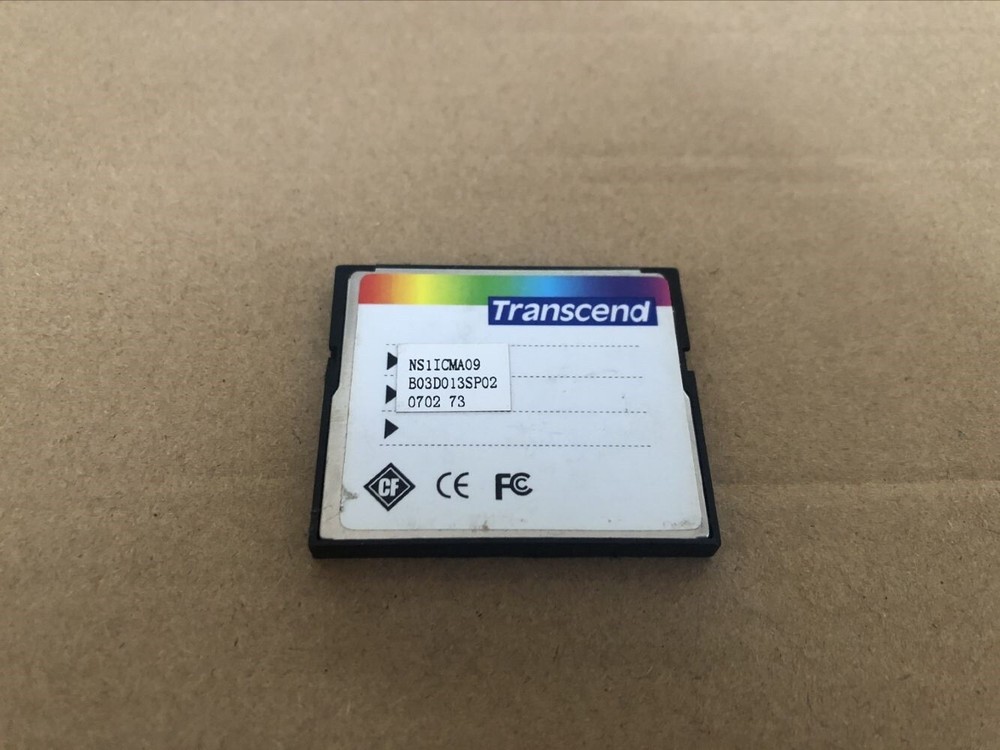 Transcend
NS1ICMA09
B03D013SP02
0702 73
CF
CE
FC